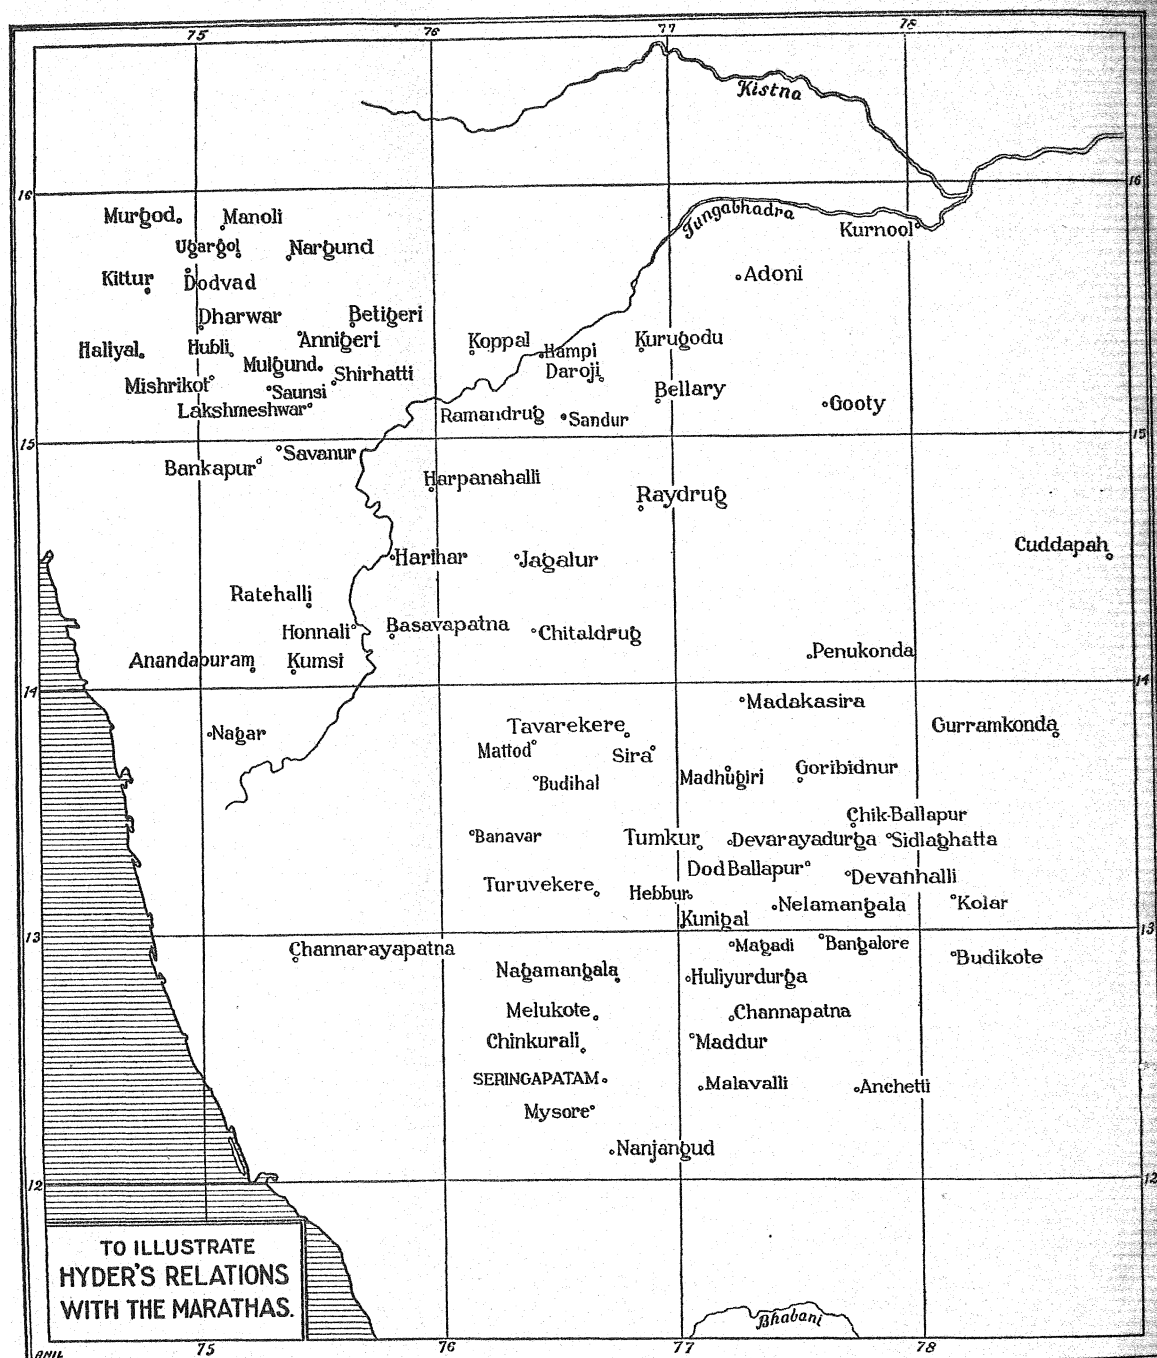 75 76 77 78
Kistna
16 16
Murgod Manoli
Tungabhadra
Kurnool
Ugargol Nargund
Adoni
Kittur Dodvad
Dharwar Betigeri
Haliyal Hubli Annigeri Koppal Hampi Kurugodu
Mulgund Shirhatti Daroji
Mishrikot Saunsi Bellary
Lakshmeshwar Ramandrug Sandur Gooty
15 15
Bankapur Savanur
Harpanahalli
Raydrug
Cuddapah
Harihar Jagalur
Ratehalli
Honnali Basavapatna Chitaldrug
Penukonda
Anandapuram Kumsi
14 14
Madakasira
Nagar Tavarekere Gurramkonda
Mattod Sira
Budihal Madhugiri Goribidnur
Chik-Ballapur
Banavar Tumkur Devarayadurga Sidlaghatta
Dod Ballapur
Turuvekere Hebbur Devanhalli
Nelamangala Kolar
Kunigal
13 13
Channarayapatna Magadi Bangalore
Budikote
Nagamangala Huliyurdurga
Melukote Channapatna
Chinkurali Maddur
SERINGAPATAM Malavalli Anchetti
Mysore
Nanjangud
12 12
TO ILLUSTRATE
HYDER'S RELATIONS
WITH THE MARATHAS.
Bhabani
75 76 77 78
ANIL